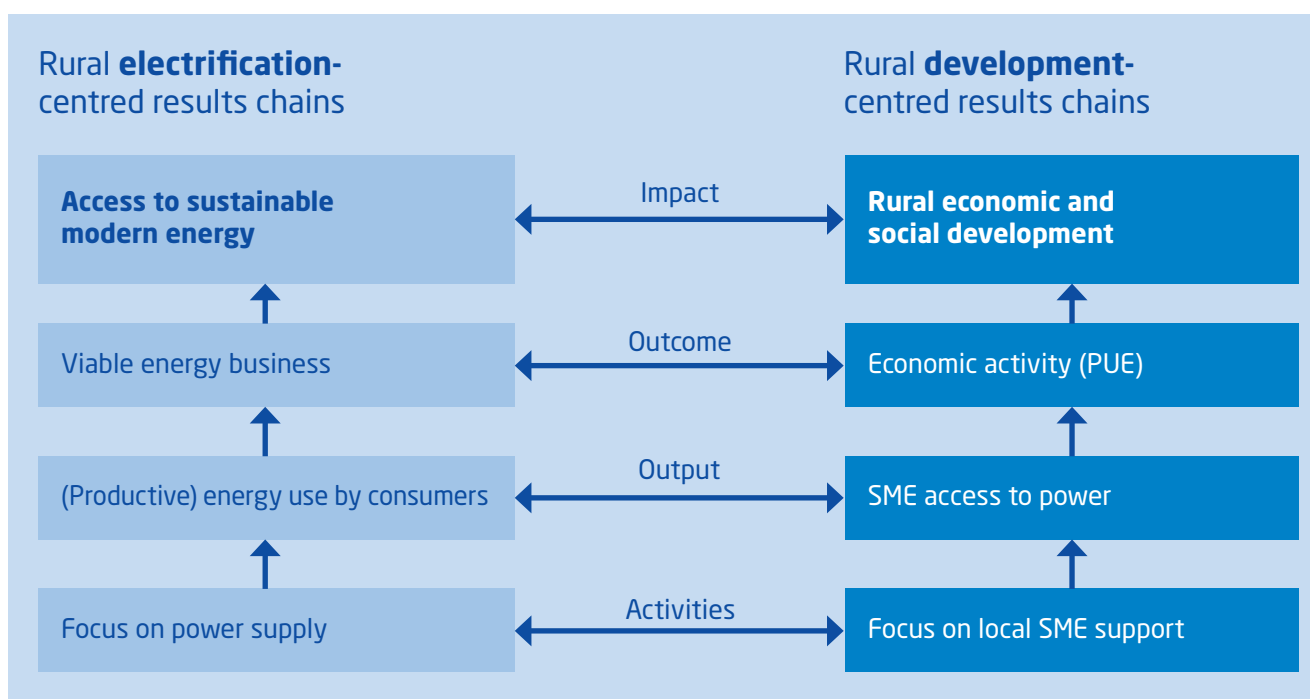 Rural electrification-
centred results chains
Rural development-
centred results chains
Access to sustainable
modern energy
Impact
Rural economic and
social development
Viable energy business
Outcome
Economic activity (PUE)
(Productive) energy use by consumers
Output
SME access to power
Focus on power supply
Activities
Focus on local SME support